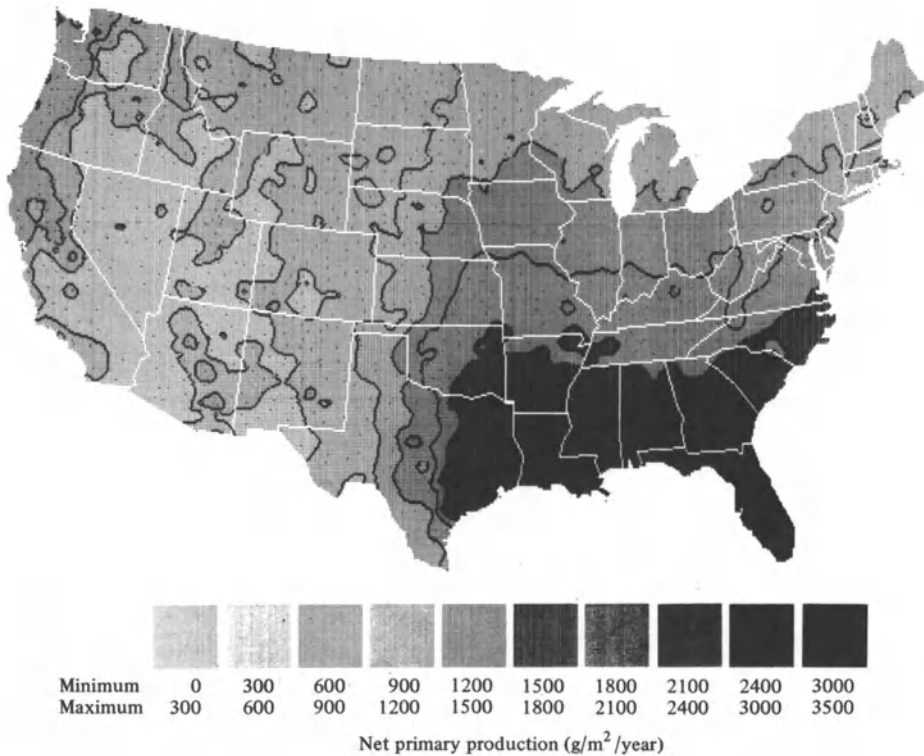 Minimum 0 300 600 900 1200 1500 1800 2100 2400 3000
Maximum 300 600 900 1200 1500 1800 2100 2400 3000 3500
Net primary production (g/m²/year)